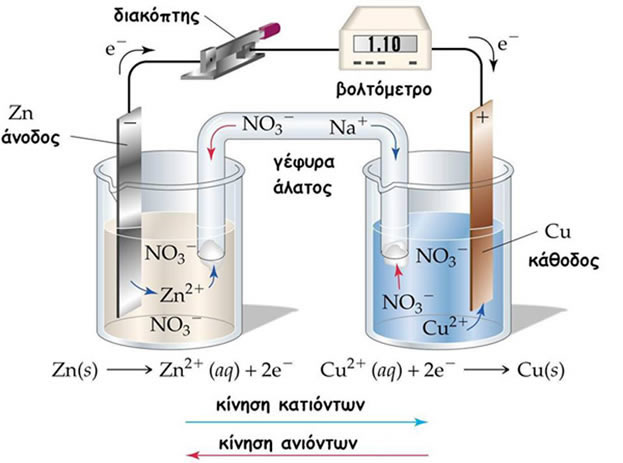 διακόπτης
e⁻
1.10
e⁻
βολτόμετρο
Zn
άνοδος
−
+
NO₃⁻
Na⁺
γέφυρα
άλατος
Cu
κάθοδος
NO₃⁻
Zn²⁺
NO₃⁻
NO₃⁻
NO₃⁻
Cu²⁺
Zn(s) ⟶ Zn²⁺ (aq) + 2e⁻
Cu²⁺ (aq) + 2e⁻ ⟶ Cu(s)
κίνηση κατιόντων
κίνηση ανιόντων